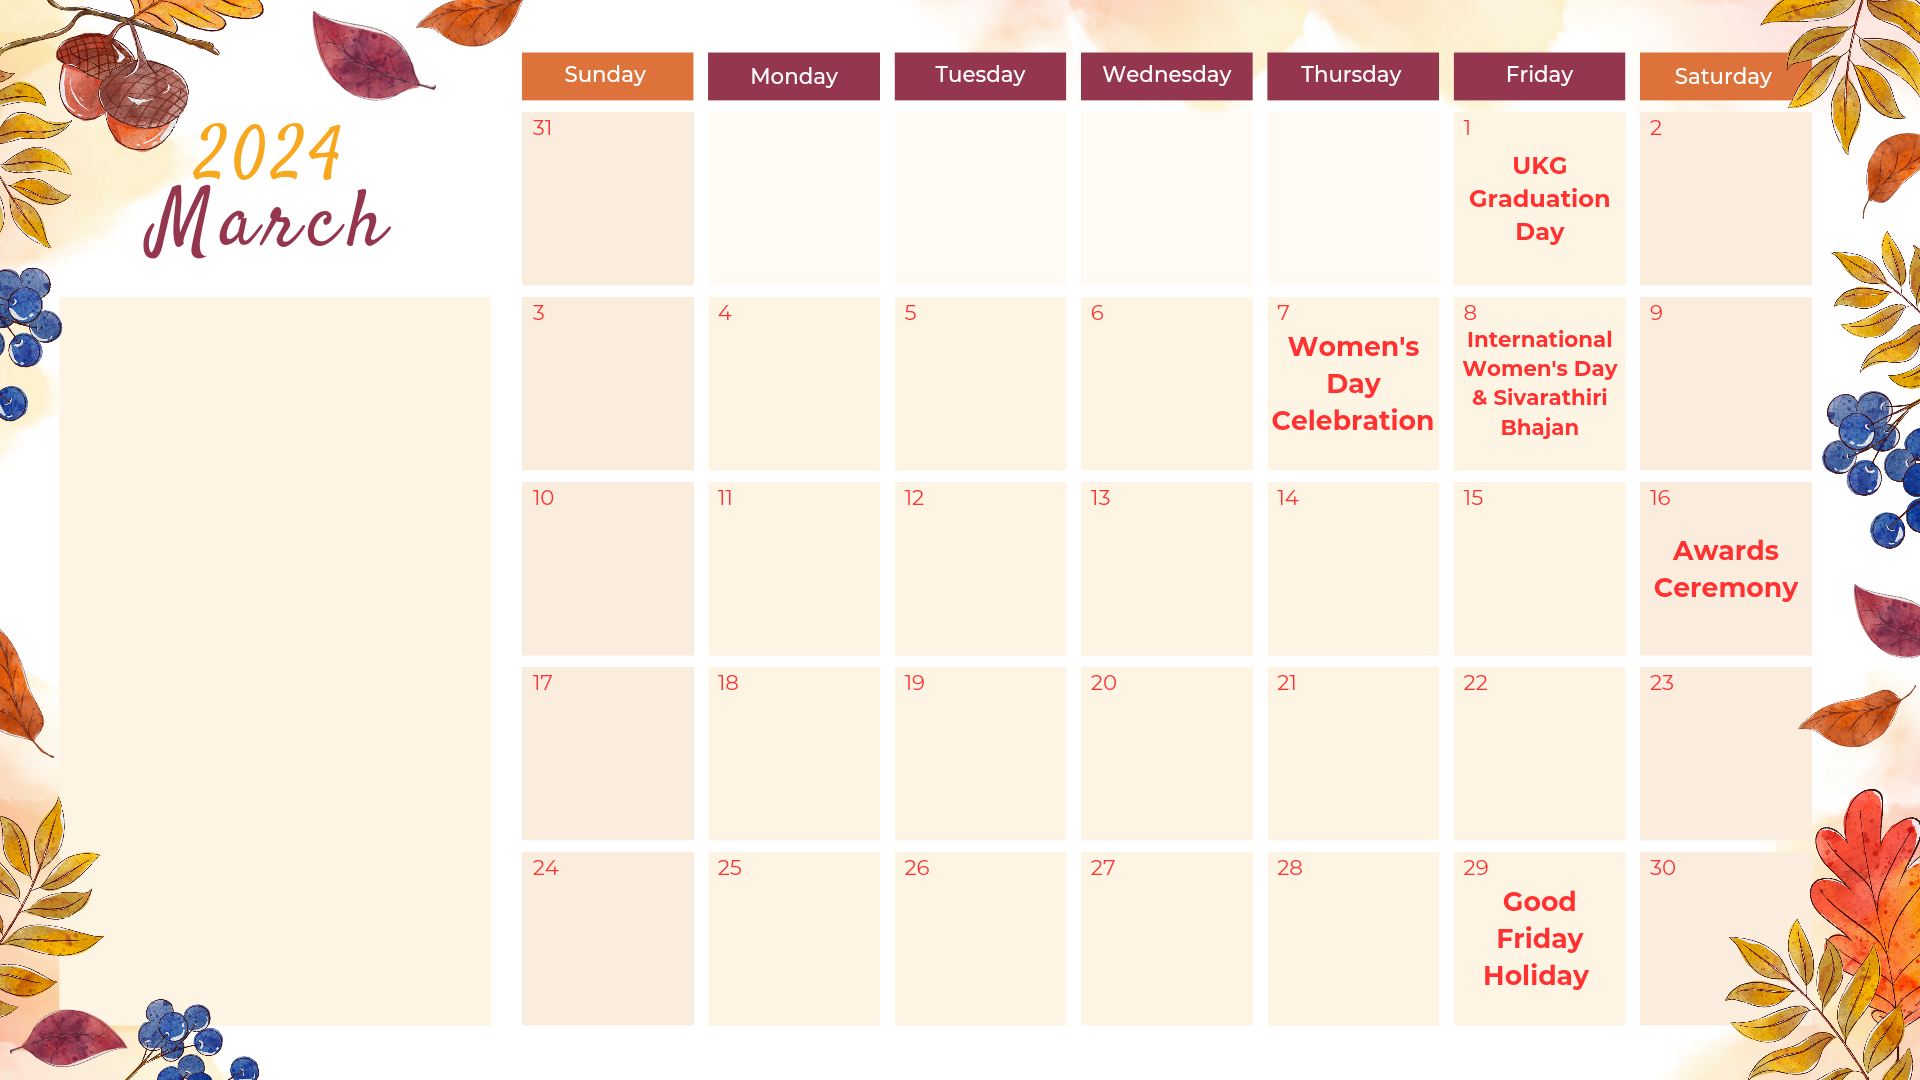 2024
March
Sunday
Monday
Tuesday
Wednesday
Thursday
Friday
Saturday
31
1
UKG
Graduation
Day
2
3
4
5
6
7
Women's
Day
Celebration
8
International
Women's Day
& Sivarathiri
Bhajan
9
10
11
12
13
14
15
16
Awards
Ceremony
17
18
19
20
21
22
23
24
25
26
27
28
29
Good
Friday
Holiday
30